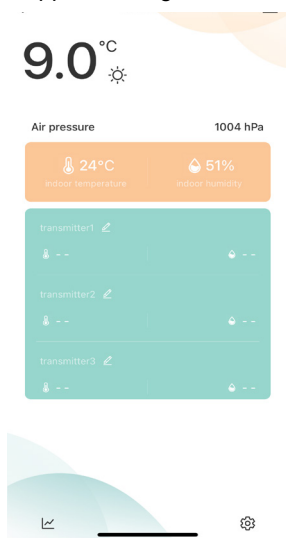 9.0 °C
Air pressure 1004 hPa
24°C 51%
indoor temperature indoor humidity
transmitter1
-- --
transmitter2
-- --
transmitter3
-- --